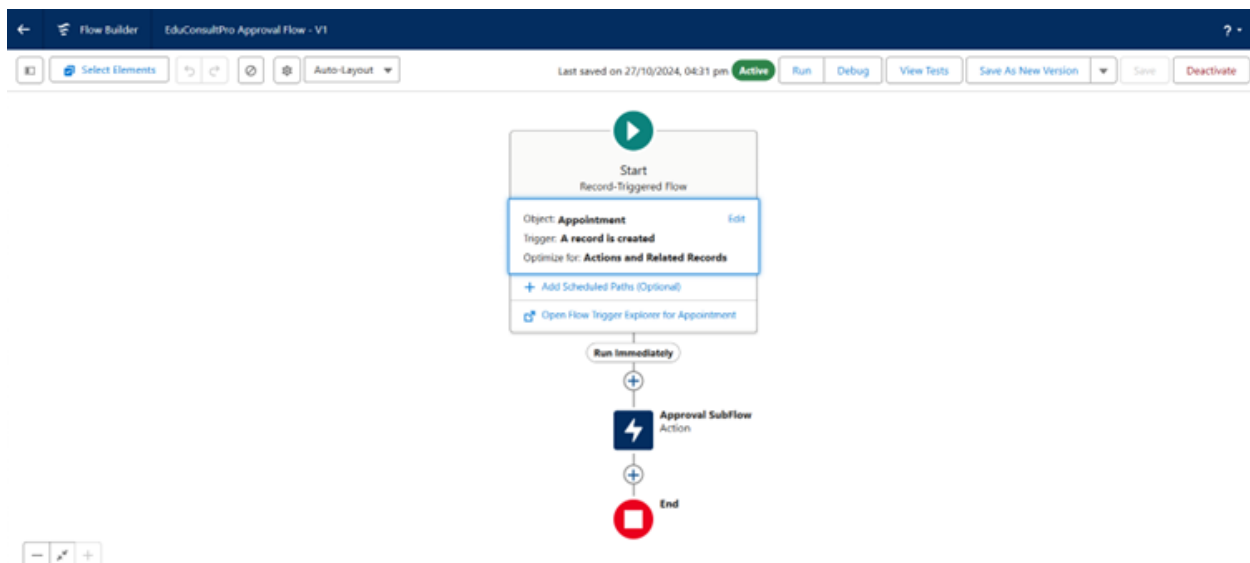 Flow Builder EduConsultPro Approval Flow - V1 ?
Select Elements Auto-Layout Last saved on 27/10/2024, 04:31 pm Active Run Debug View Tests Save As New Version Save Deactivate
Start
Record-Triggered Flow
Object: Appointment Edit
Trigger: A record is created
Optimize for: Actions and Related Records
+ Add Scheduled Paths (Optional)
Open Flow Trigger Explorer for Appointment
Run Immediately
Approval SubFlow
Action
End